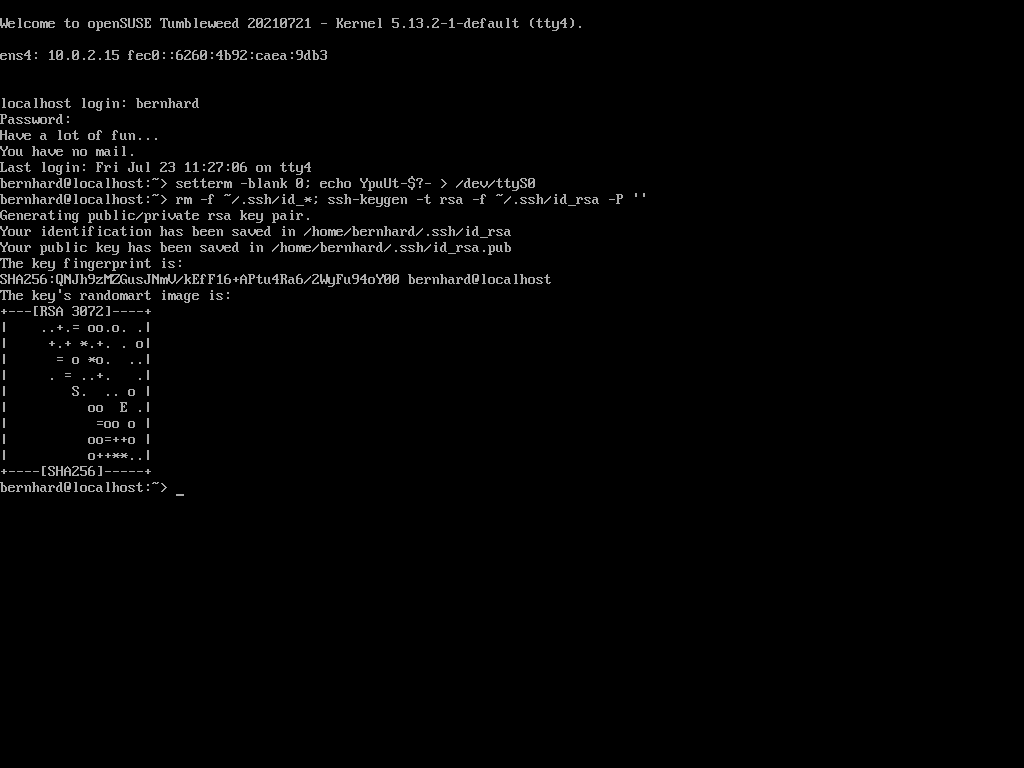 Welcome to openSUSE Tumbleweed 20210721 - Kernel 5.13.2-1-default (tty4).
ens4: 10.0.2.15 fec0::6260:4b92:caea:9db3
localhost login: bernhard
Password:
Have a lot of fun...
You have no mail.
Last login: Fri Jul 23 11:27:06 on tty4
bernhard@localhost:~> setterm -blank 0; echo YpuUt-$?- > /dev/ttyS0
bernhard@localhost:~> rm -f ~/.ssh/id_*; ssh-keygen -t rsa -f ~/.ssh/id_rsa -P ''
Generating public/private rsa key pair.
Your identification has been saved in /home/bernhard/.ssh/id_rsa
Your public key has been saved in /home/bernhard/.ssh/id_rsa.pub
The key fingerprint is:
SHA256:QNJh9zMZGusJNmV/kEfF16+APtu4Ra6/2WyFu94oY00 bernhard@localhost
The key's randomart image is:
+---[RSA 3072]----+
|    ..+.= oo.o. .|
|     +.+ *.+. . o|
|      = o *o.  ..|
|     . = ..+.   .|
|        S.  .. o |
|          oo  E .|
|           =oo o |
|          oo=++o |
|          o++**..|
+----[SHA256]-----+
bernhard@localhost:~> _